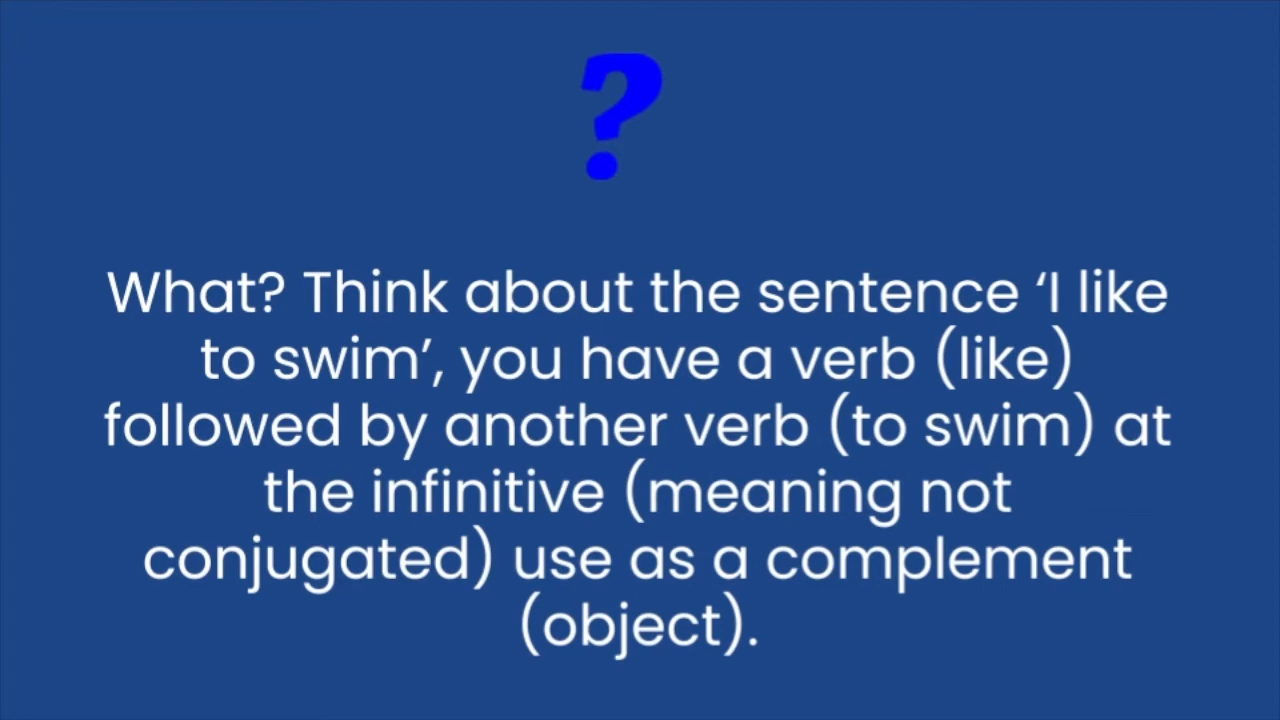 ?
What? Think about the sentence ‘I like
to swim’, you have a verb (like)
followed by another verb (to swim) at
the infinitive (meaning not
conjugated) use as a complement
(object).